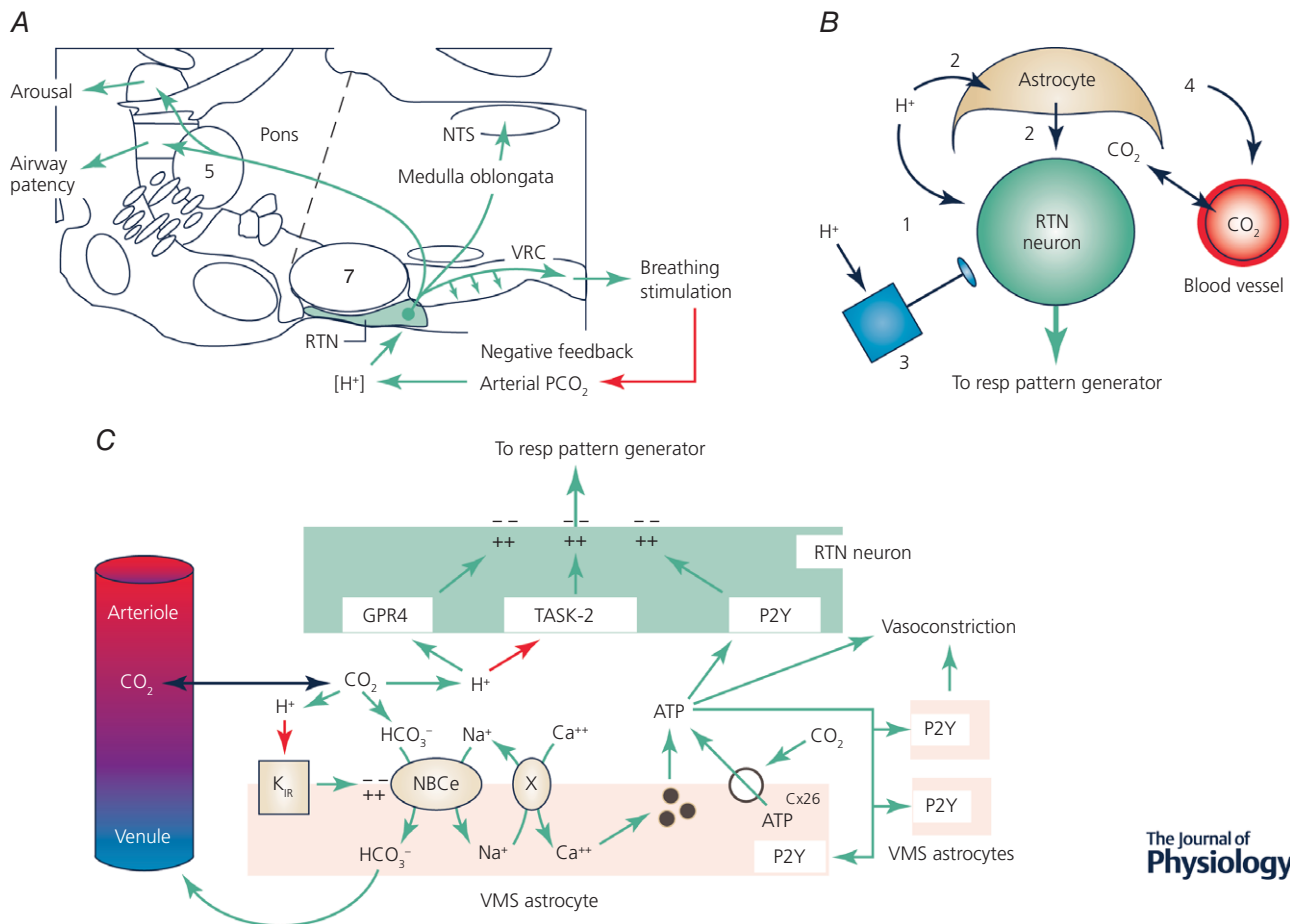 A
Arousal
Airway
patency
Pons
5
NTS
Medulla oblongata
VRC
7
RTN
Breathing
stimulation
Negative feedback
[H⁺]
Arterial PCO₂
B
2
Astrocyte
4
H⁺
2
CO₂
1
RTN
neuron
CO₂
H⁺
Blood vessel
3
To resp pattern generator
C
To resp pattern generator
– –
– –
– –
++
++
++
RTN neuron
GPR4
TASK-2
P2Y
Arteriole
CO₂
Venule
CO₂
H⁺
H⁺
Vasoconstriction
ATP
HCO₃⁻
Na⁺
Ca⁺⁺
CO₂
P2Y
K_IR
– –
++
NBCe
X
Cx26
ATP
P2Y
HCO₃⁻
Na⁺
Ca⁺⁺
P2Y
VMS astrocytes
VMS astrocyte
The Journal of
Physiology